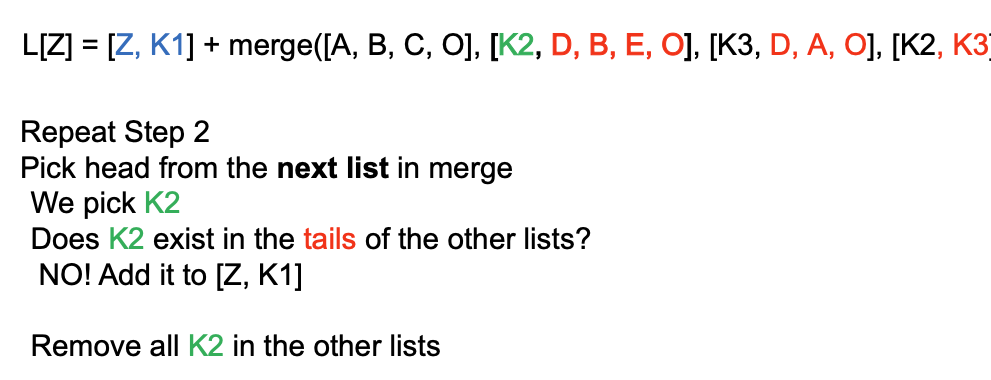 L[Z] = [Z, K1] + merge([A, B, C, O], [K2, D, B, E, O], [K3, D, A, O], [K2, K3]
Repeat Step 2
Pick head from the next list in merge
We pick K2
Does K2 exist in the tails of the other lists?
NO! Add it to [Z, K1]
Remove all K2 in the other lists